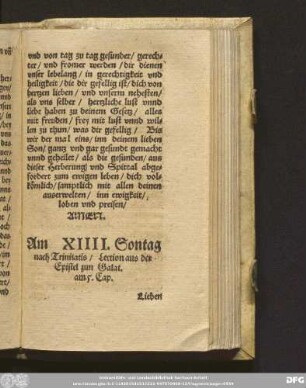 vnd von tag zu tag gesünder/ gerech-
ter/ vnd fromer werden/ dir dienen
vnser lebelang/ in gerechtigkeit vnd
heiligkeit/ die dir gefellig ist/ dich von
hertzen lieben/ vnd vnsern nehesten/
als vns selber/ hertzliche lust vnnd
liebe haben zu deinem Gesetz/ alles
mit freuden/ frey mit lust vnnd wil-
len zu thun/ was dir gefellig/ Bis
wir der mal eins/ inn deinem lieben
Son/ gantz vnd gar gesunde gemacht
vnnd geheilet/ als die gesunden/ aus
dieser Herberung vnd Spittal abge-
fordert zum ewigen leben/ dich vol-
kömlich/ samptlich mit allen deinen
auserwelten/ inn ewigkeit/
loben vnd preisen/
AMEN.
Am XIIII. Sontag
nach Trinitatis/ Lection aus der
Epistel zun Galat.
am 5. Cap.
Lieben